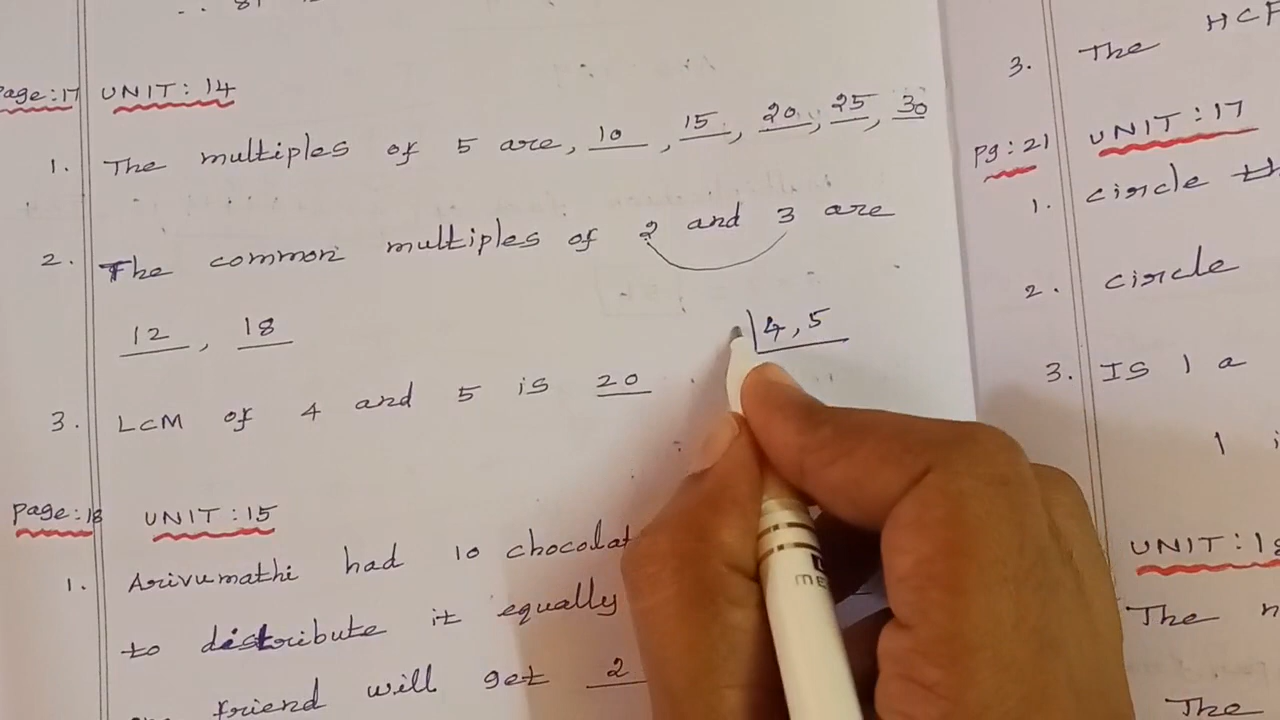 Page:17 UNIT: 14
1. The multiples of 5 are, 10, 15, 20, 25, 30
2. The common multiples of 2 and 3 are
12, 18
4, 5
3. LCM of 4 and 5 is 20
Page:18 UNIT:15
1. Arivumathi had 10
to distribute it equally
friend will get 2
HCF
3. The
Pg:21 UNIT:17
1. circle
2. circle
3. Is 1 a
1
UNIT:18
The
The